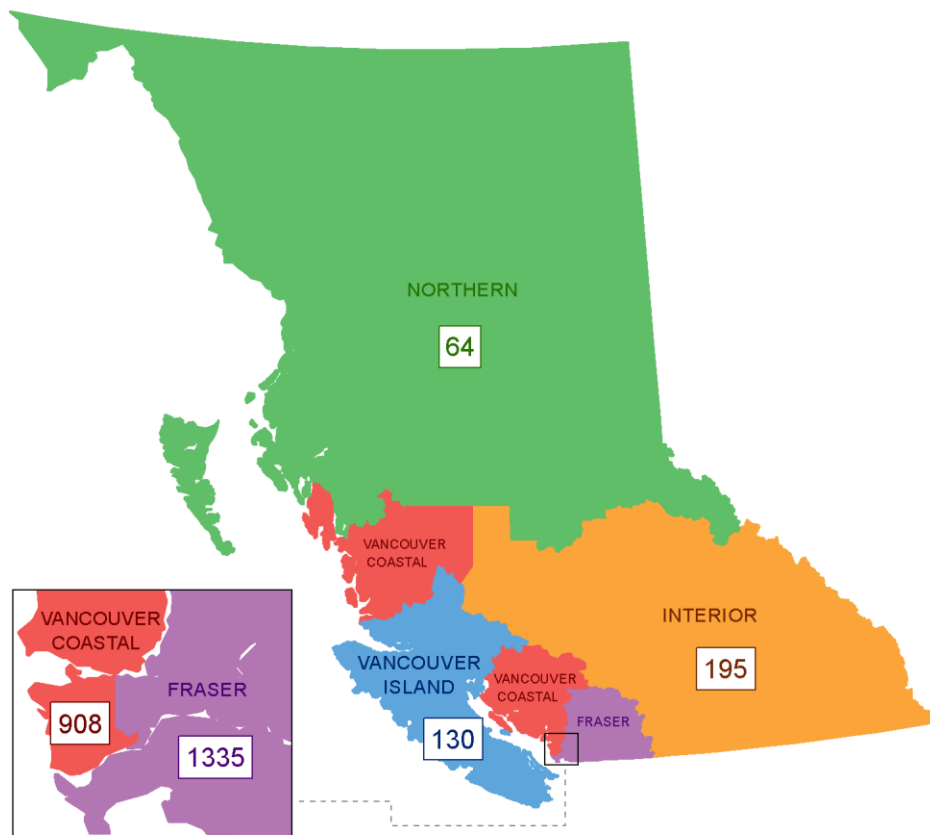 NORTHERN
64
VANCOUVER
COASTAL
INTERIOR
195
VANCOUVER
ISLAND
130
VANCOUVER
COASTAL
FRASER
VANCOUVER
COASTAL
FRASER
908
1335